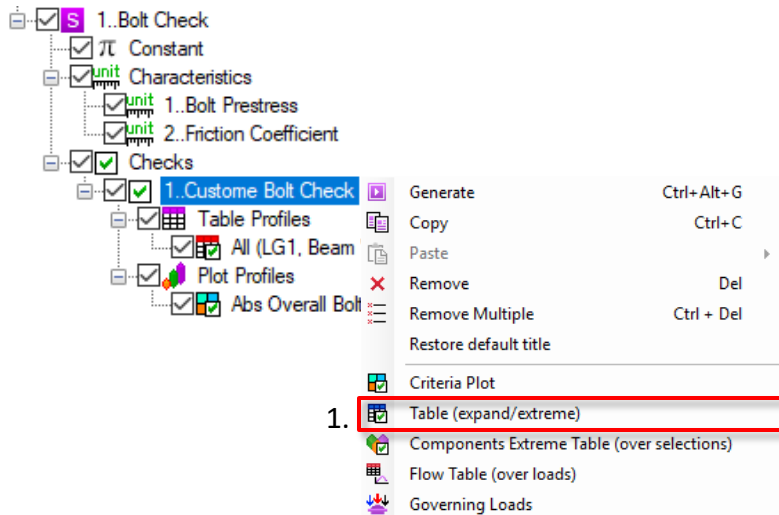 S 1..Bolt Check
π Constant
unit Characteristics
unit 1..Bolt Prestress
unit 2..Friction Coefficient
Checks
1..Custome Bolt Check
Table Profiles
All (LG1, Beam
Plot Profiles
Abs Overall Bolt
Generate Ctrl+Alt+G
Copy Ctrl+C
Paste
Remove Del
Remove Multiple Ctrl + Del
Restore default title
Criteria Plot
1. Table (expand/extreme)
Components Extreme Table (over selections)
Flow Table (over loads)
Governing Loads